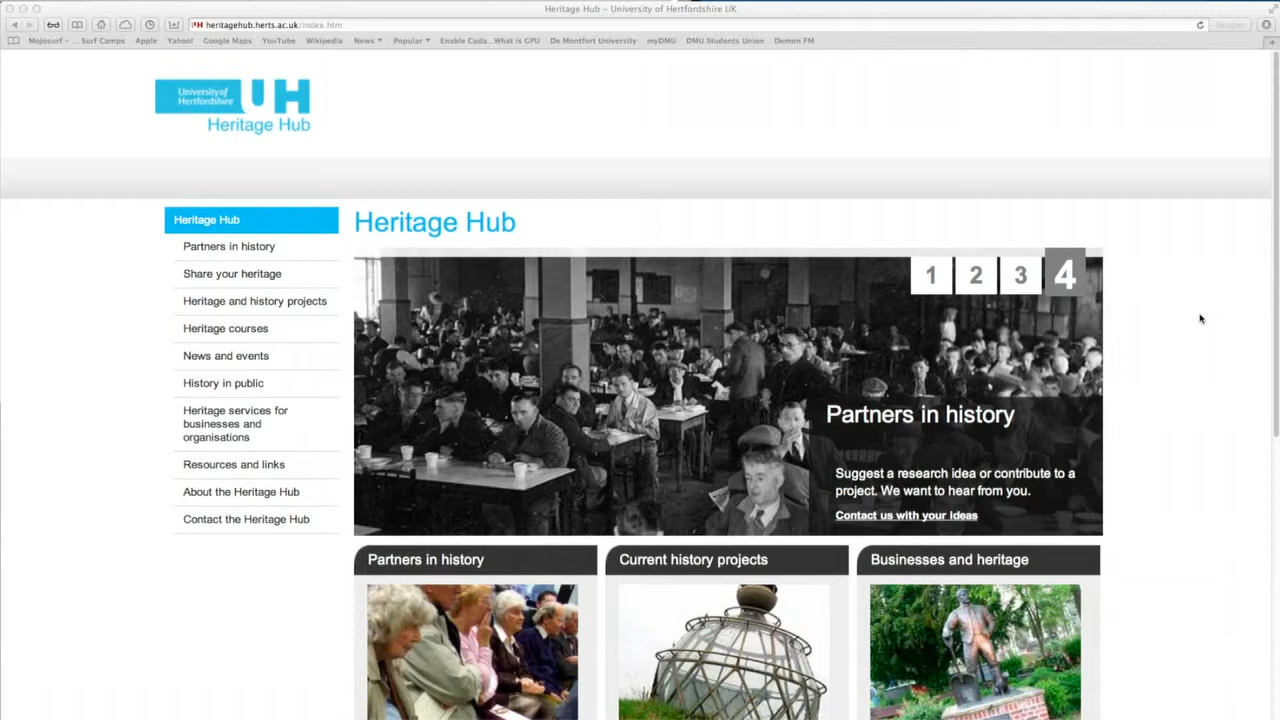 Heritage Hub – University of Hertfordshire UK
heritagehub.herts.ac.uk/index.htm
Reader
Mojosurf – ... Surf Camps Apple Yahoo! Google Maps YouTube Wikipedia News Popular Enable Cuda...What is GPU De Montfort University myDMU DMU Students Union Demon FM
University of
Hertfordshire
UH
Heritage Hub
Heritage Hub
Partners in history
Share your heritage
Heritage and history projects
Heritage courses
News and events
History in public
Heritage services for
businesses and
organisations
Resources and links
About the Heritage Hub
Contact the Heritage Hub
Heritage Hub
1 2 3 4
Partners in history
Suggest a research idea or contribute to a
project. We want to hear from you.
Contact us with your ideas
Partners in history
Current history projects
Businesses and heritage